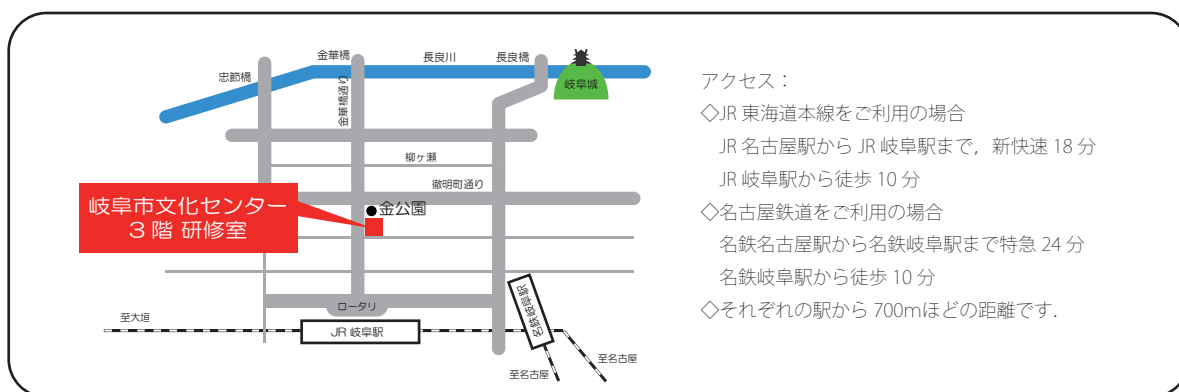 金華橋
長良川
長良橋
忠節橋
岐阜城
金華橋通り
柳ヶ瀬
徹明町通り
岐阜市文化センター
3階 研修室
金公園
ロータリ
至大垣
JR 岐阜駅
名鉄岐阜駅
至名古屋
至名古屋
アクセス：
◇JR 東海道本線をご利用の場合
JR 名古屋駅から JR 岐阜駅まで，新快速 18 分
JR 岐阜駅から徒歩 10 分
◇名古屋鉄道をご利用の場合
名鉄名古屋駅から名鉄岐阜駅まで特急 24 分
名鉄岐阜駅から徒歩 10 分
◇それぞれの駅から 700mほどの距離です.